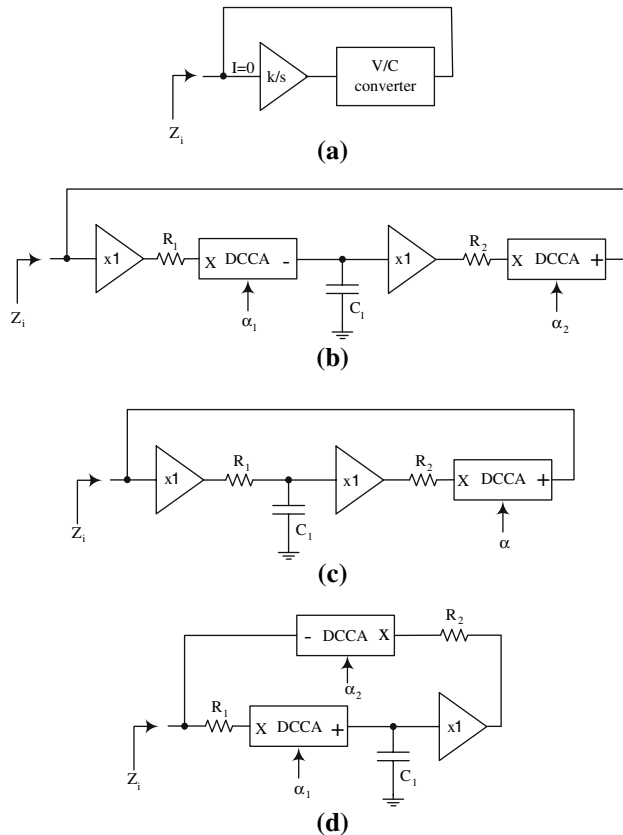 I=0
k/s
V/C
converter
Z_i
(a)
x1
R_1
X DCCA -
α_1
C_1
x1
R_2
X DCCA +
α_2
Z_i
(b)
x1
R_1
C_1
x1
R_2
X DCCA +
α
Z_i
(c)
- DCCA X
R_2
α_2
R_1
X DCCA +
α_1
C_1
x1
Z_i
(d)